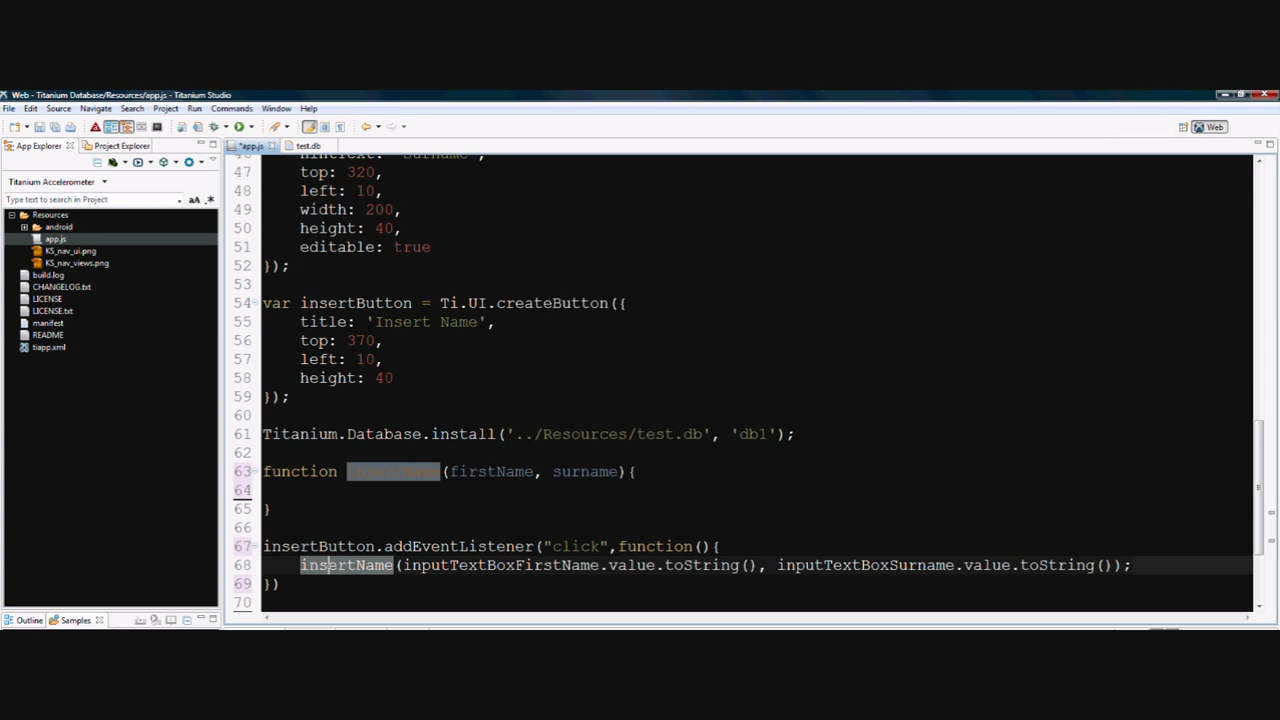 Web - Titanium Database/Resources/app.js - Titanium Studio
File Edit Source Navigate Search Project Run Commands Window Help
Web
App Explorer Project Explorer
*app.js test.db
Titanium Accelerometer
Type text to search in Project
aA .*
Resources
android
app.js
KS_nav_ui.png
KS_nav_views.png
build.log
CHANGELOG.txt
LICENSE
LICENSE.txt
manifest
README
tiapp.xml
Outline Samples
47 top: 320,
48 left: 10,
49 width: 200,
50 height: 40,
51 editable: true
52 });
53
54 var insertButton = Ti.UI.createButton({
55 title: 'Insert Name',
56 top: 370,
57 left: 10,
58 height: 40
59 });
60
61 Titanium.Database.install('../Resources/test.db', 'db1');
62
63 function insertName(firstName, surname){
64
65 }
66
67 insertButton.addEventListener("click",function(){
68 insertName(inputTextBoxFirstName.value.toString(), inputTextBoxSurname.value.toString());
69 })
70